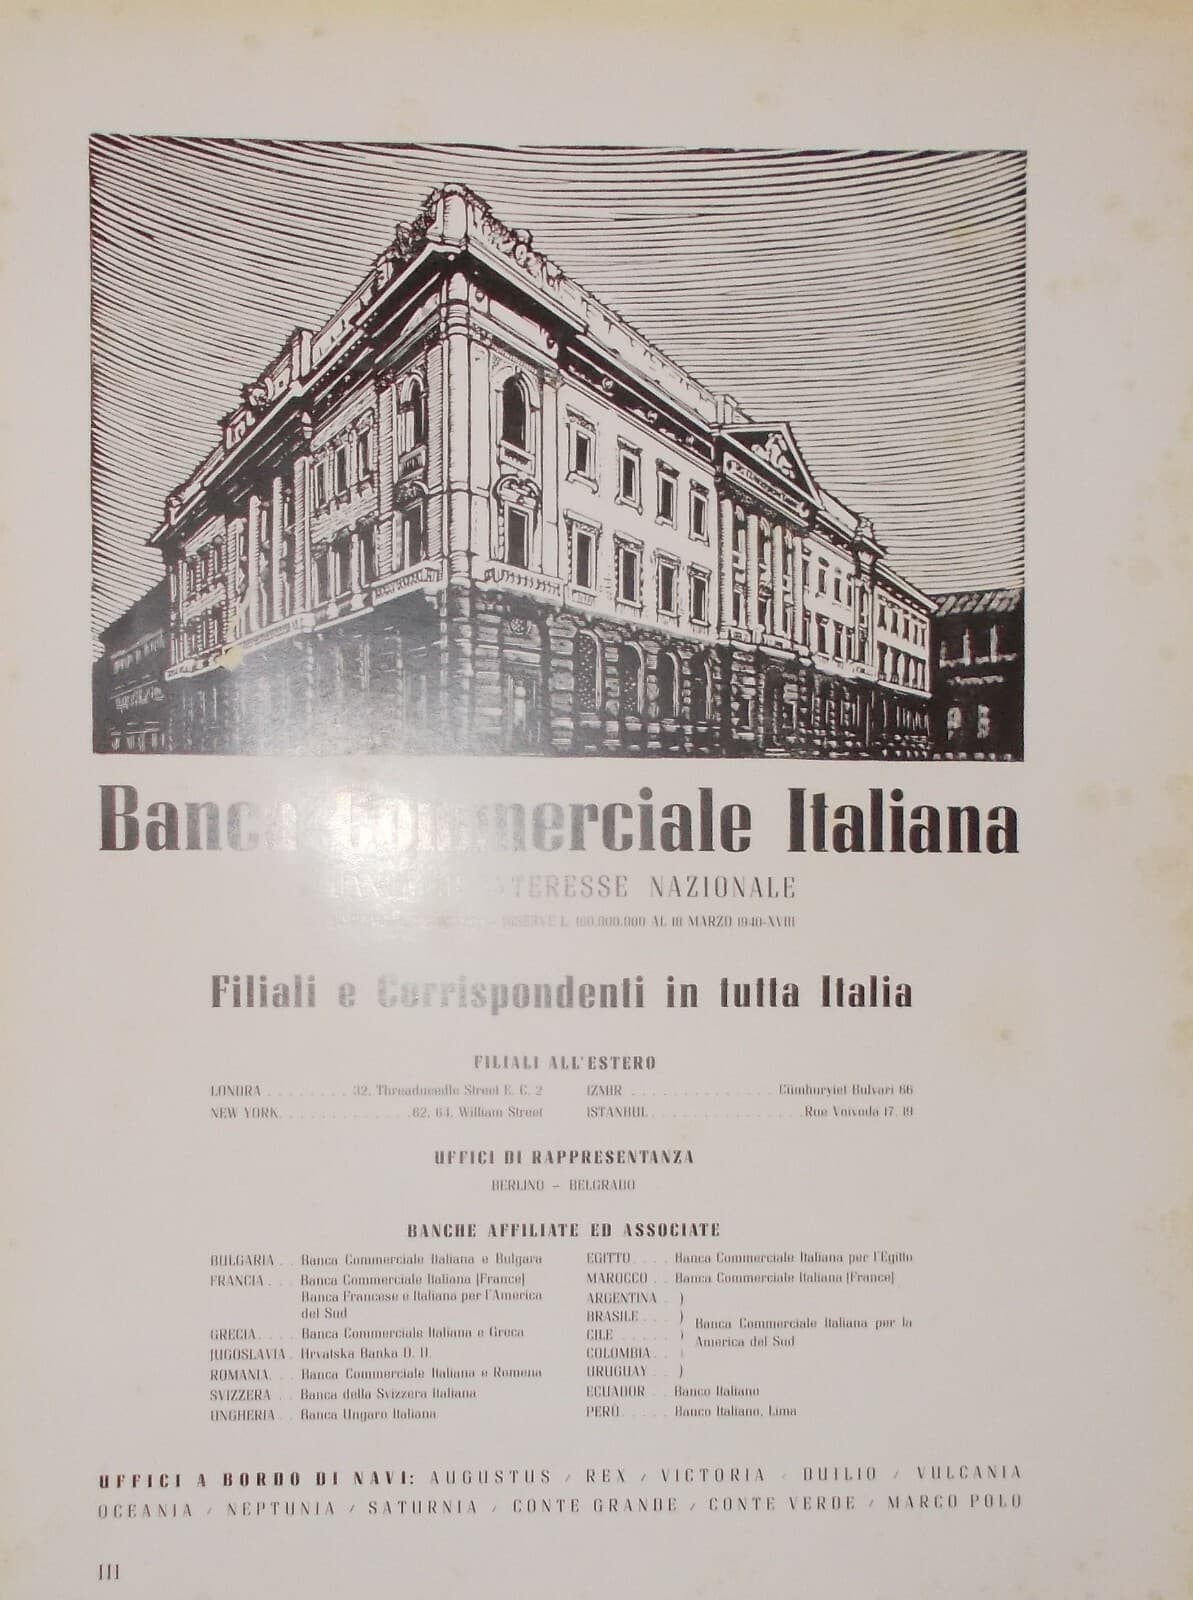 Banca Commerciale Italiana
INTERESSE NAZIONALE
RISERVE L. 160.000.000 AL 18 MARZO 1940-XVIII
Filiali e Corrispondenti in tutta Italia
FILIALI ALL'ESTERO
LONDRA . . . . . . . . 32, Threadneedle Street E. C. 2
NEW YORK. . . . . . . . . . . . 62, 64, William Street
IZMIR . . . . . . . . . . . . . . Cümhuryiet Bulvari 66
ISTANBUL . . . . . . . . . . . . . . Rue Voivoda 17, 19
UFFICI DI RAPPRESENTANZA
BERLINO – BELGRADO
BANCHE AFFILIATE ED ASSOCIATE
BULGARIA . . Banca Commerciale Italiana e Bulgara
FRANCIA . . . Banca Commerciale Italiana (France)
Banca Francese e Italiana per l'America
del Sud
GRECIA. . . . Banca Commerciale Italiana e Greca
JUGOSLAVIA . Hrvatska Banka D. D.
ROMANIA. . . Banca Commerciale Italiana e Romena
SVIZZERA . . Banca della Svizzera Italiana
UNGHERIA . . Banca Ungaro Italiana
EGITTO . . . . Banca Commerciale Italiana per l'Egitto
MAROCCO . . Banca Commerciale Italiana (France)
ARGENTINA . )
BRASILE . . . )
CILE . . . . . ) Banca Commerciale Italiana per la
COLOMBIA. . ) America del Sud
URUGUAY . . )
ECUADOR . . Banco Italiano
PERÙ. . . . . Banco Italiano, Lima
UFFICI A BORDO DI NAVI: AUGUSTUS / REX / VICTORIA / DUILIO / VULCANIA
OCEANIA / NEPTUNIA / SATURNIA / CONTE GRANDE / CONTE VERDE / MARCO POLO
III